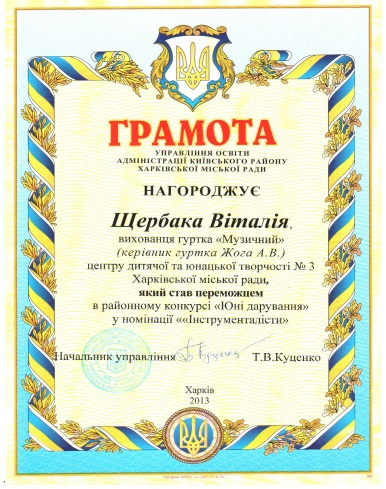 ГРАМОТА
УПРАВЛІННЯ ОСВІТИ
АДМІНІСТРАЦІЇ КИЇВСЬКОГО РАЙОНУ
ХАРКІВСЬКОЇ МІСЬКОЇ РАДИ
НАГОРОДЖУЄ
Щербака Віталія,
вихованця гуртка «Музичний»
(керівник гуртка Жога А.В.)
центру дитячої та юнацької творчості № 3
Харківської міської ради,
який став переможцем
в районному конкурсі «Юні дарування»
у номінації ««Інструменталісти»
Начальник управління Т.В.Куценко
Харків
2013